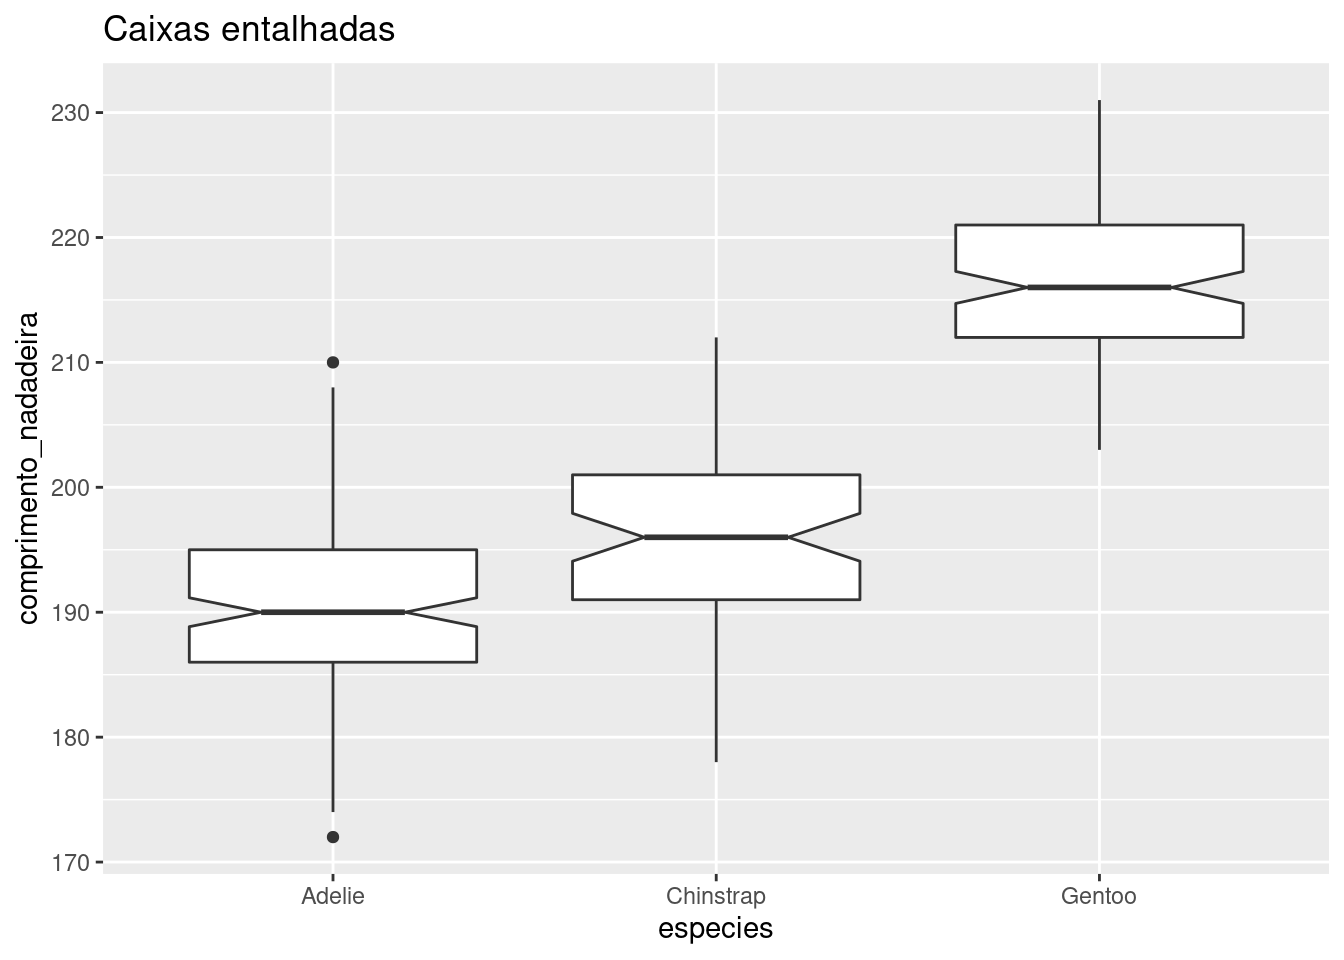 Caixas entalhadas
comprimento_nadadeira
230
220
210
200
190
180
170
Adelie Chinstrap Gentoo
especies